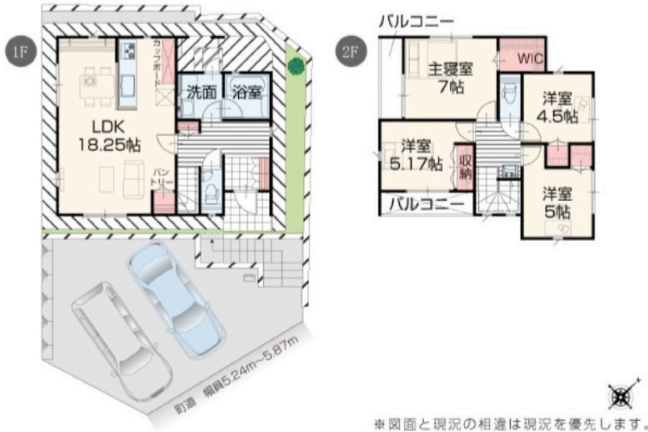 1F
カップボード
洗面
浴室
LDK
18.25帖
パン
トリー
町道 幅員5.24m~5.87m
2F
バルコニー
主寝室
7帖
WIC
洋室
4.5帖
洋室
5.17帖
収納
バルコニー
洋室
5帖
※図面と現況の相違は現況を優先します。